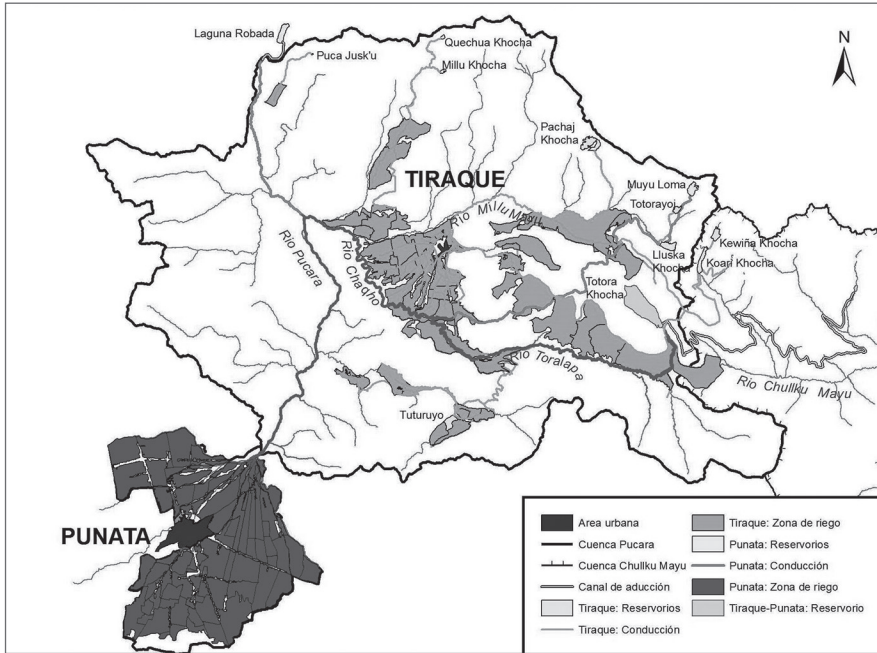 Laguna Robada
Puca Jusk'u
Quechua Khocha
Millu Khocha
N
Pachaj
Khocha
TIRAQUE
Muyu Loma
Totorayoj
Rio Millu Mayu
Kewiña Khocha
Lluska
Khocha
Koari Khocha
Rio Pucara
Rio Chaqho
Totora
Khocha
Rio Toralapa
Rio Chullku Mayu
Tuturuyo
PUNATA
Area urbana
Cuenca Pucara
Cuenca Chullku Mayu
Canal de aducción
Tiraque: Reservorios
Tiraque: Conducción
Tiraque: Zona de riego
Punata: Reservorios
Punata: Conducción
Punata: Zona de riego
Tiraque-Punata: Reservorio